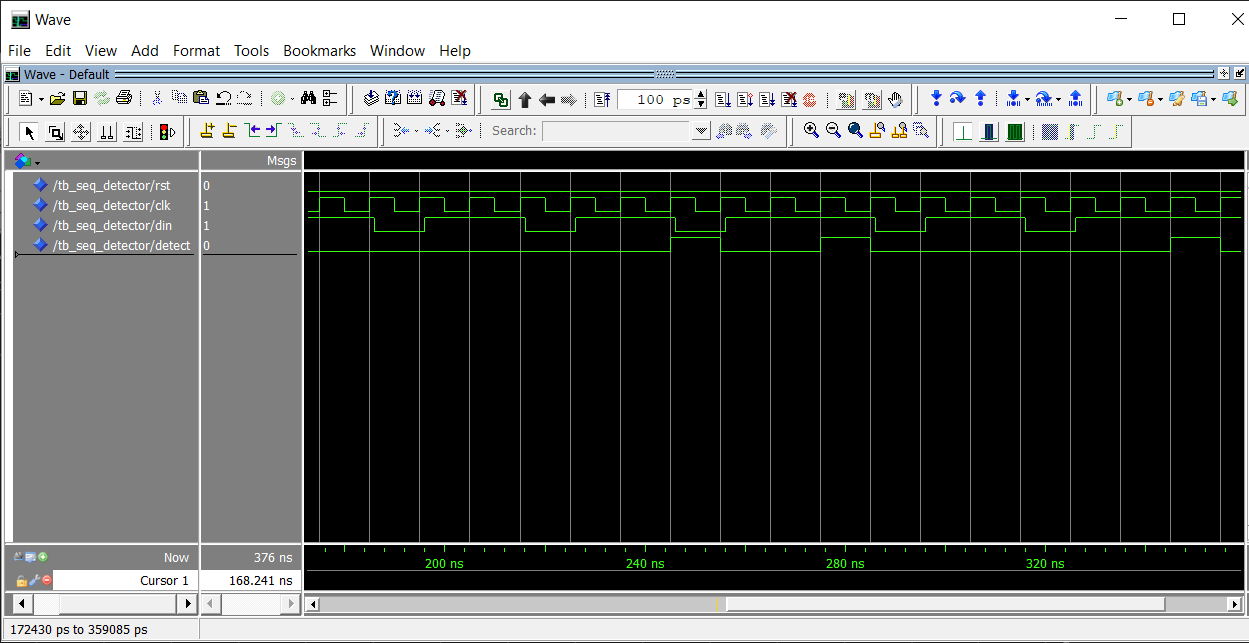 Wave
File Edit View Add Format Tools Bookmarks Window Help
Wave - Default
100 ps
Search:
Msgs
/tb_seq_detector/rst 0
/tb_seq_detector/clk 1
/tb_seq_detector/din 1
/tb_seq_detector/detect 0
Now 376 ns
200 ns 240 ns 280 ns 320 ns
Cursor 1 168.241 ns
172430 ps to 359085 ps